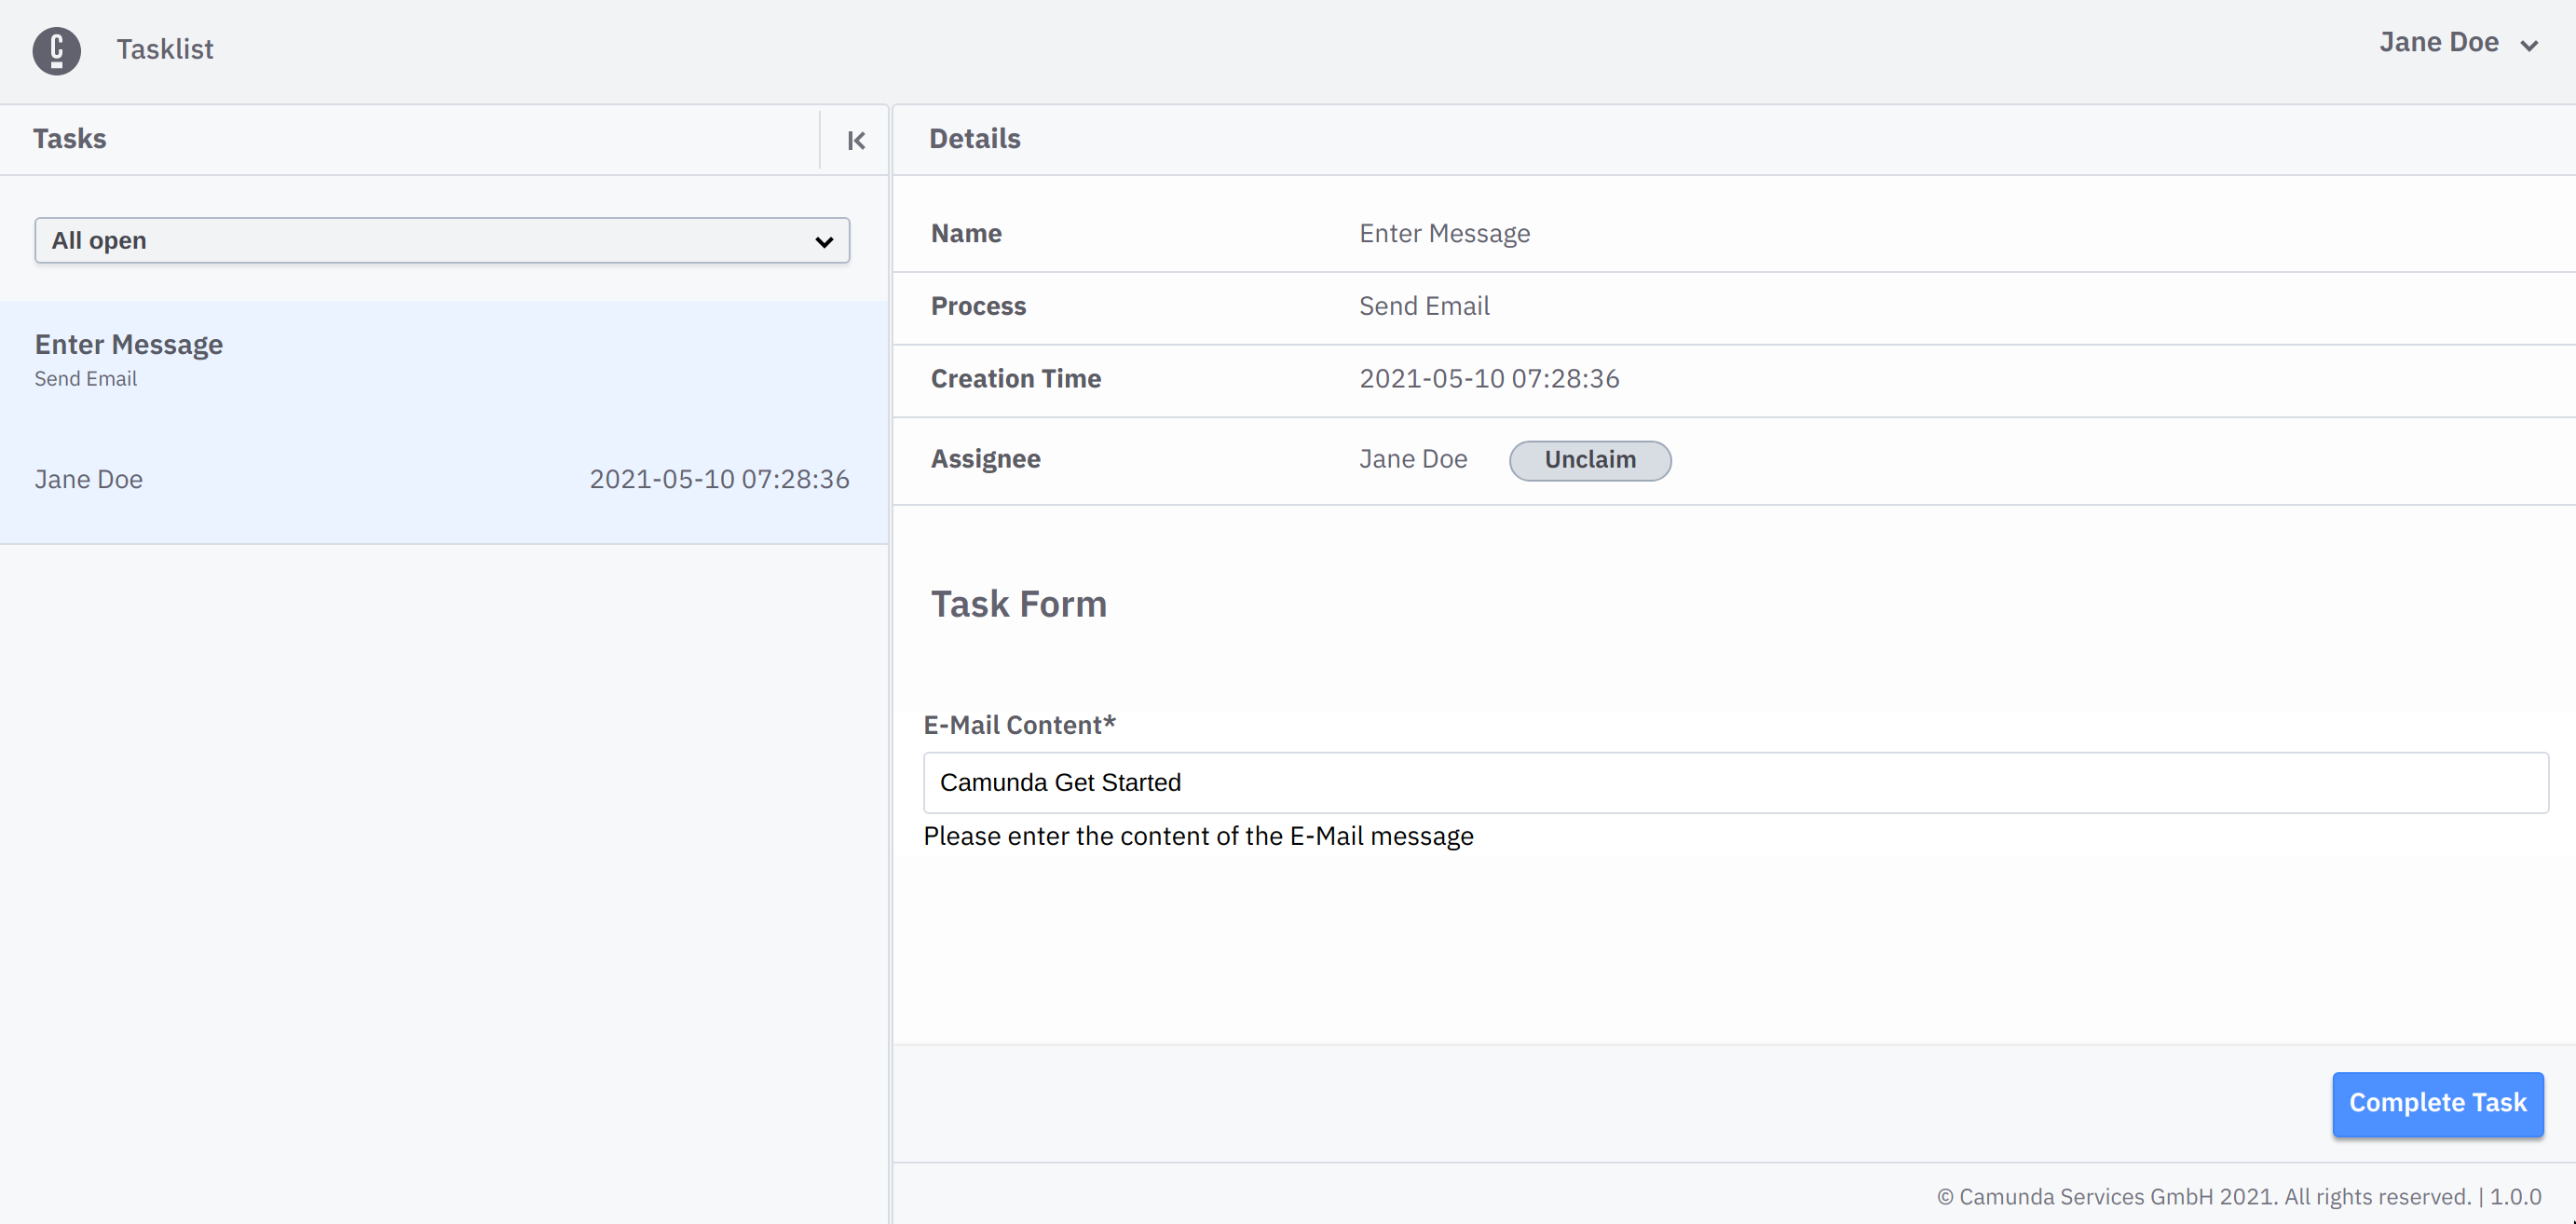 Tasklist
Jane Doe
Tasks
Details
All open
Enter Message
Send Email
Jane Doe 2021-05-10 07:28:36
Name Enter Message
Process Send Email
Creation Time 2021-05-10 07:28:36
Assignee Jane Doe Unclaim
Task Form
E-Mail Content*
Camunda Get Started
Please enter the content of the E-Mail message
Complete Task
© Camunda Services GmbH 2021. All rights reserved. | 1.0.0